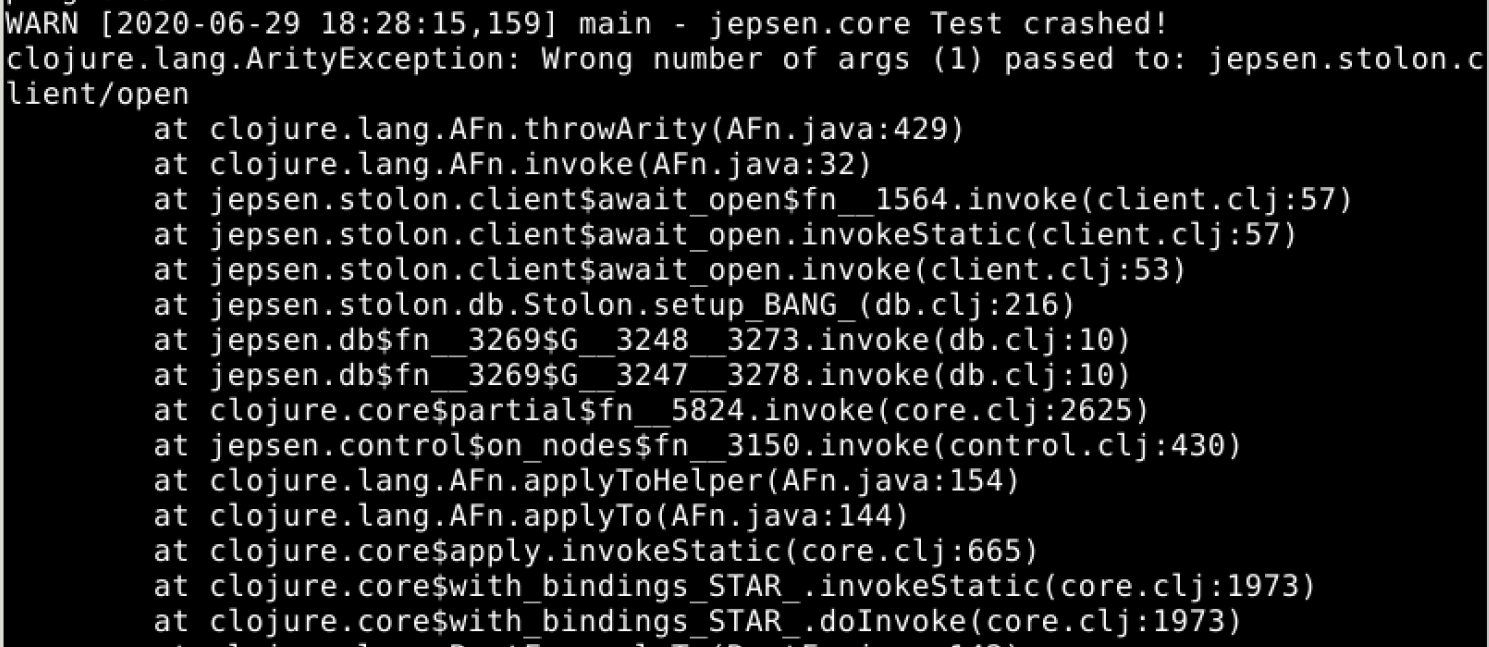 WARN [2020-06-29 18:28:15,159] main - jepsen.core Test crashed!
clojure.lang.ArityException: Wrong number of args (1) passed to: jepsen.stolon.c
lient/open
at clojure.lang.AFn.throwArity(AFn.java:429)
at clojure.lang.AFn.invoke(AFn.java:32)
at jepsen.stolon.client$await_open$fn__1564.invoke(client.clj:57)
at jepsen.stolon.client$await_open.invokeStatic(client.clj:57)
at jepsen.stolon.client$await_open.invoke(client.clj:53)
at jepsen.stolon.db.Stolon.setup_BANG_(db.clj:216)
at jepsen.db$fn__3269$G__3248__3273.invoke(db.clj:10)
at jepsen.db$fn__3269$G__3247__3278.invoke(db.clj:10)
at clojure.core$partial$fn__5824.invoke(core.clj:2625)
at jepsen.control$on_nodes$fn__3150.invoke(control.clj:430)
at clojure.lang.AFn.applyToHelper(AFn.java:154)
at clojure.lang.AFn.applyTo(AFn.java:144)
at clojure.core$apply.invokeStatic(core.clj:665)
at clojure.core$with_bindings_STAR_.invokeStatic(core.clj:1973)
at clojure.core$with_bindings_STAR_.doInvoke(core.clj:1973)